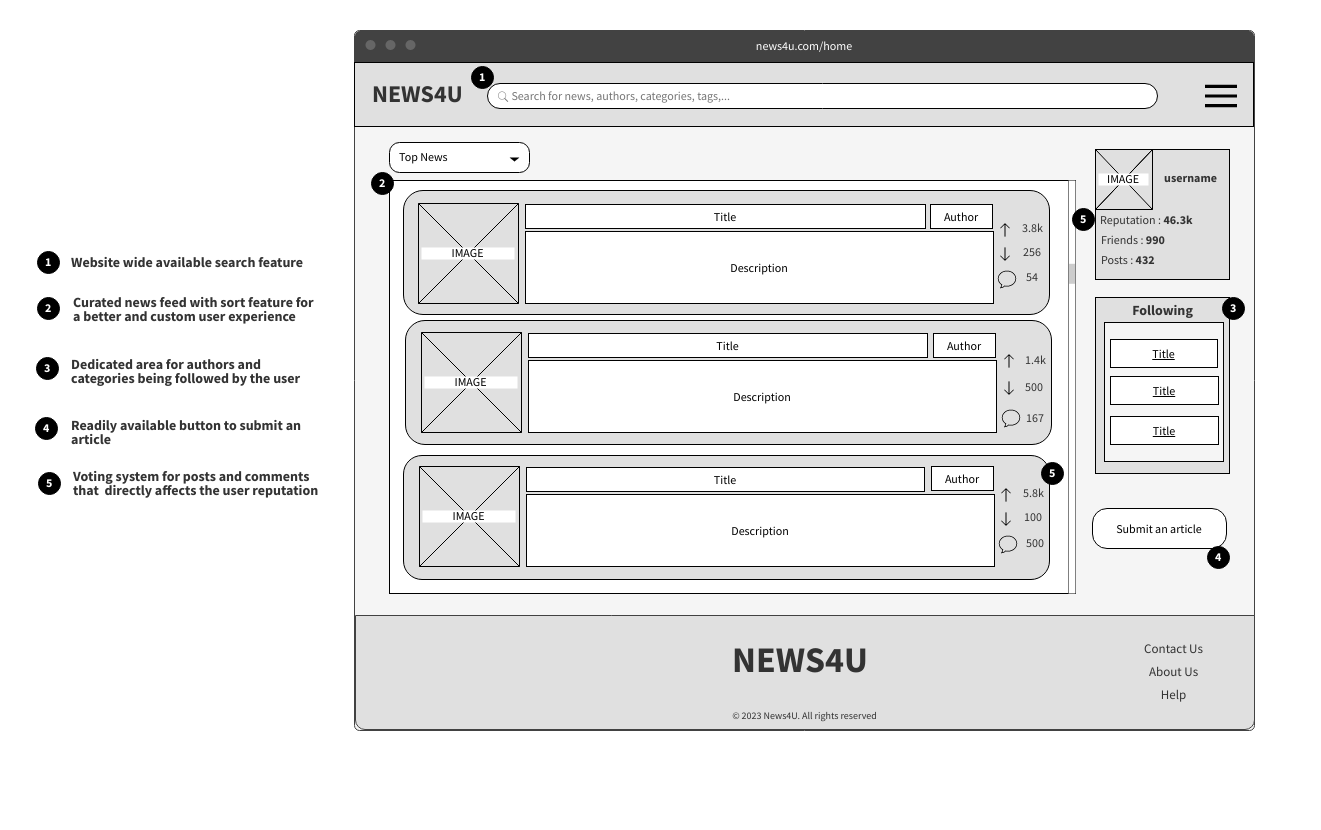 news4u.com/home
1
NEWS4U
Search for news, authors, categories, tags,...
Top News
2
IMAGE
Title
Author
Description
3.8k
256
54
IMAGE
Title
Author
Description
1.4k
500
167
IMAGE
Title
Author
5
Description
5.8k
100
500
IMAGE
username
5
Reputation : 46.3k
Friends : 990
Posts : 432
Following
3
Title
Title
Title
Submit an article
4
NEWS4U
© 2023 News4U. All rights reserved
Contact Us
About Us
Help
1 Website wide available search feature
2 Curated news feed with sort feature for
a better and custom user experience
3 Dedicated area for authors and
categories being followed by the user
4 Readily available button to submit an
article
5 Voting system for posts and comments
that directly affects the user reputation